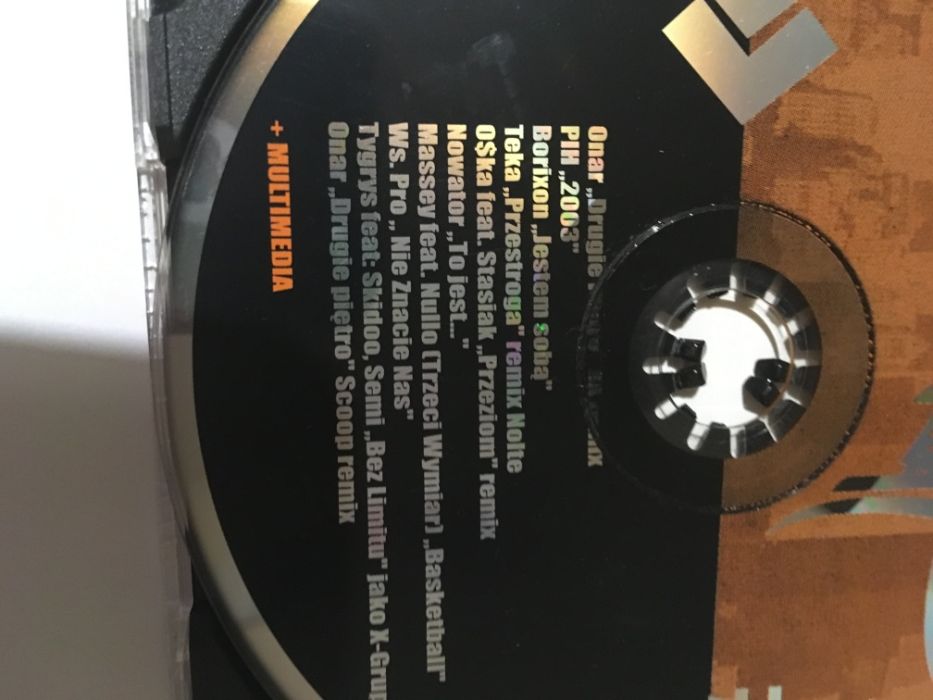 Onar „Drugie
PIH „2003"
Borixon „Jestem sobą"
Teka „Przestroga" remix Nolte
O$ka feat. Stasiak „Przeziom" remix
Nowator „To jest..."
Massey feat. Nullo (Trzeci Wymiar) „Basketball"
Ws. Pro „Nie Znacie Nas"
Tygrys feat: Skidoo, Semi „Bez Limitu" jako X-Grup
Onar „Drugie piętro" Scoop remix
+ MULTIMEDIA